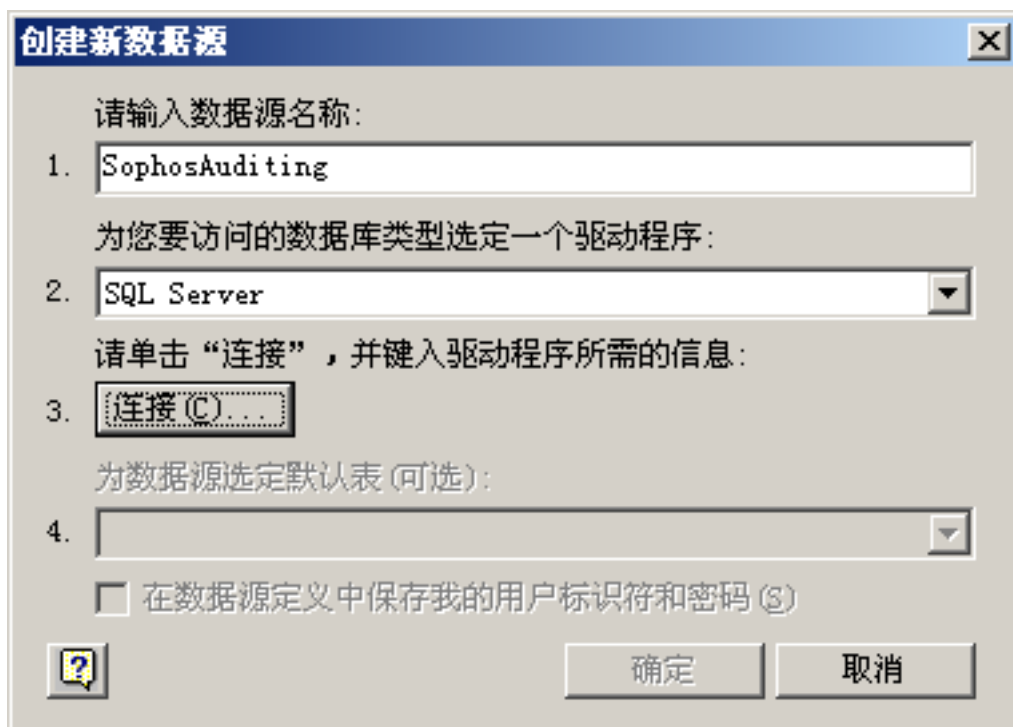 创建新数据源
请输入数据源名称:
1. SophosAuditing
为您要访问的数据库类型选定一个驱动程序:
2. SQL Server
请单击“连接”，并键入驱动程序所需的信息:
3. 连接(C)...
为数据源选定默认表(可选):
4.
在数据源定义中保存我的用户标识符和密码(S)
确定 取消